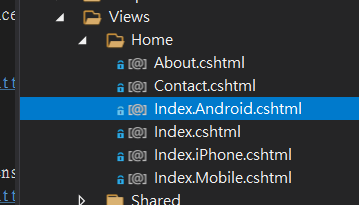 Views
Home
[@] About.cshtml
[@] Contact.cshtml
[@] Index.Android.cshtml
[@] Index.cshtml
[@] Index.iPhone.cshtml
[@] Index.Mobile.cshtml
Shared